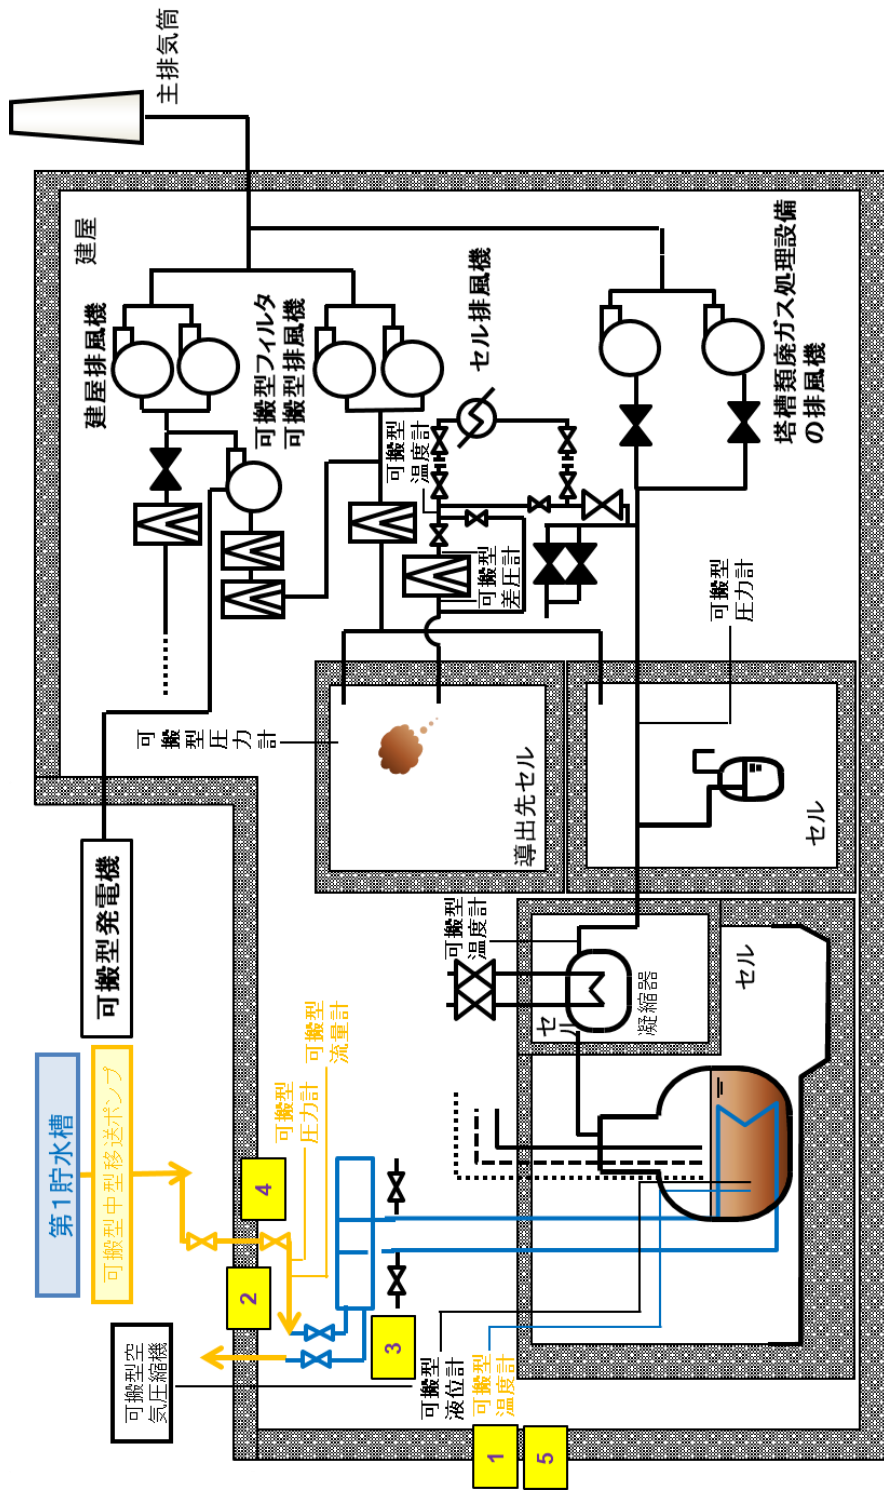 主排気筒
建屋
建屋排風機
可搬型フィルタ
可搬型排風機
セル排風機
塔槽類廃ガス処理設備
の排風機
可搬型
温度計
可搬型
差圧計
可搬型
圧力計
可搬型圧力計
導出先セル
セル
可搬型発電機
可搬型
温度計
セル
凝縮器
セル
第1貯水槽
可搬型中型移送ポンプ
可搬型
流量計
可搬型
圧力計
4
2
3
可搬型空
気圧縮機
可搬型
液位計
可搬型
温度計
1
5